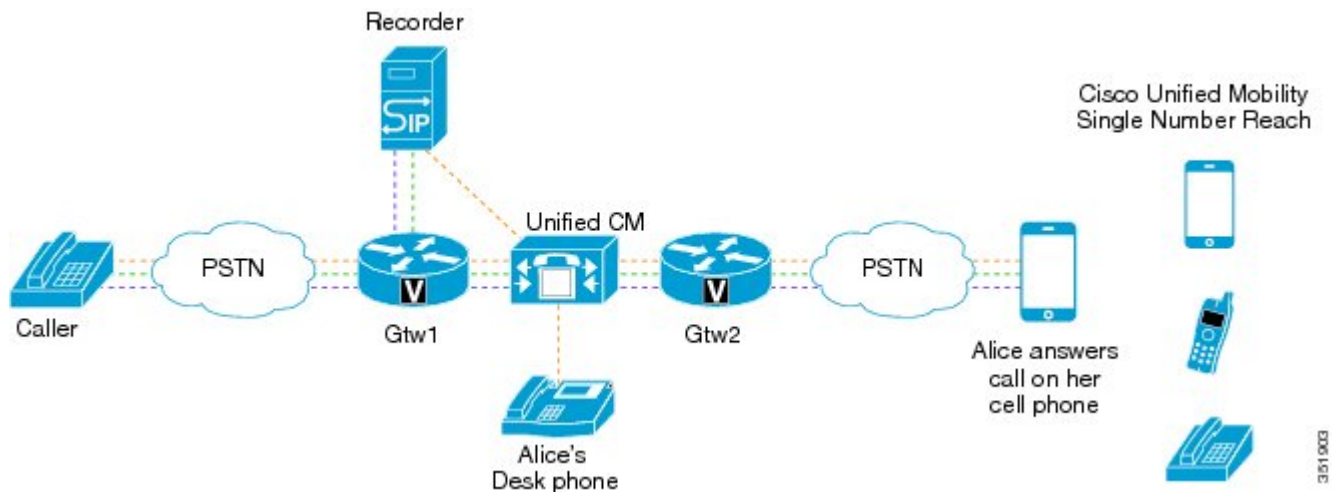 Recorder
SIP
Cisco Unified Mobility
Single Number Reach
Unified CM
PSTN
PSTN
V
V
Caller
Gtw1
Gtw2
Alice answers
call on her
cell phone
Alice's
Desk phone
351903